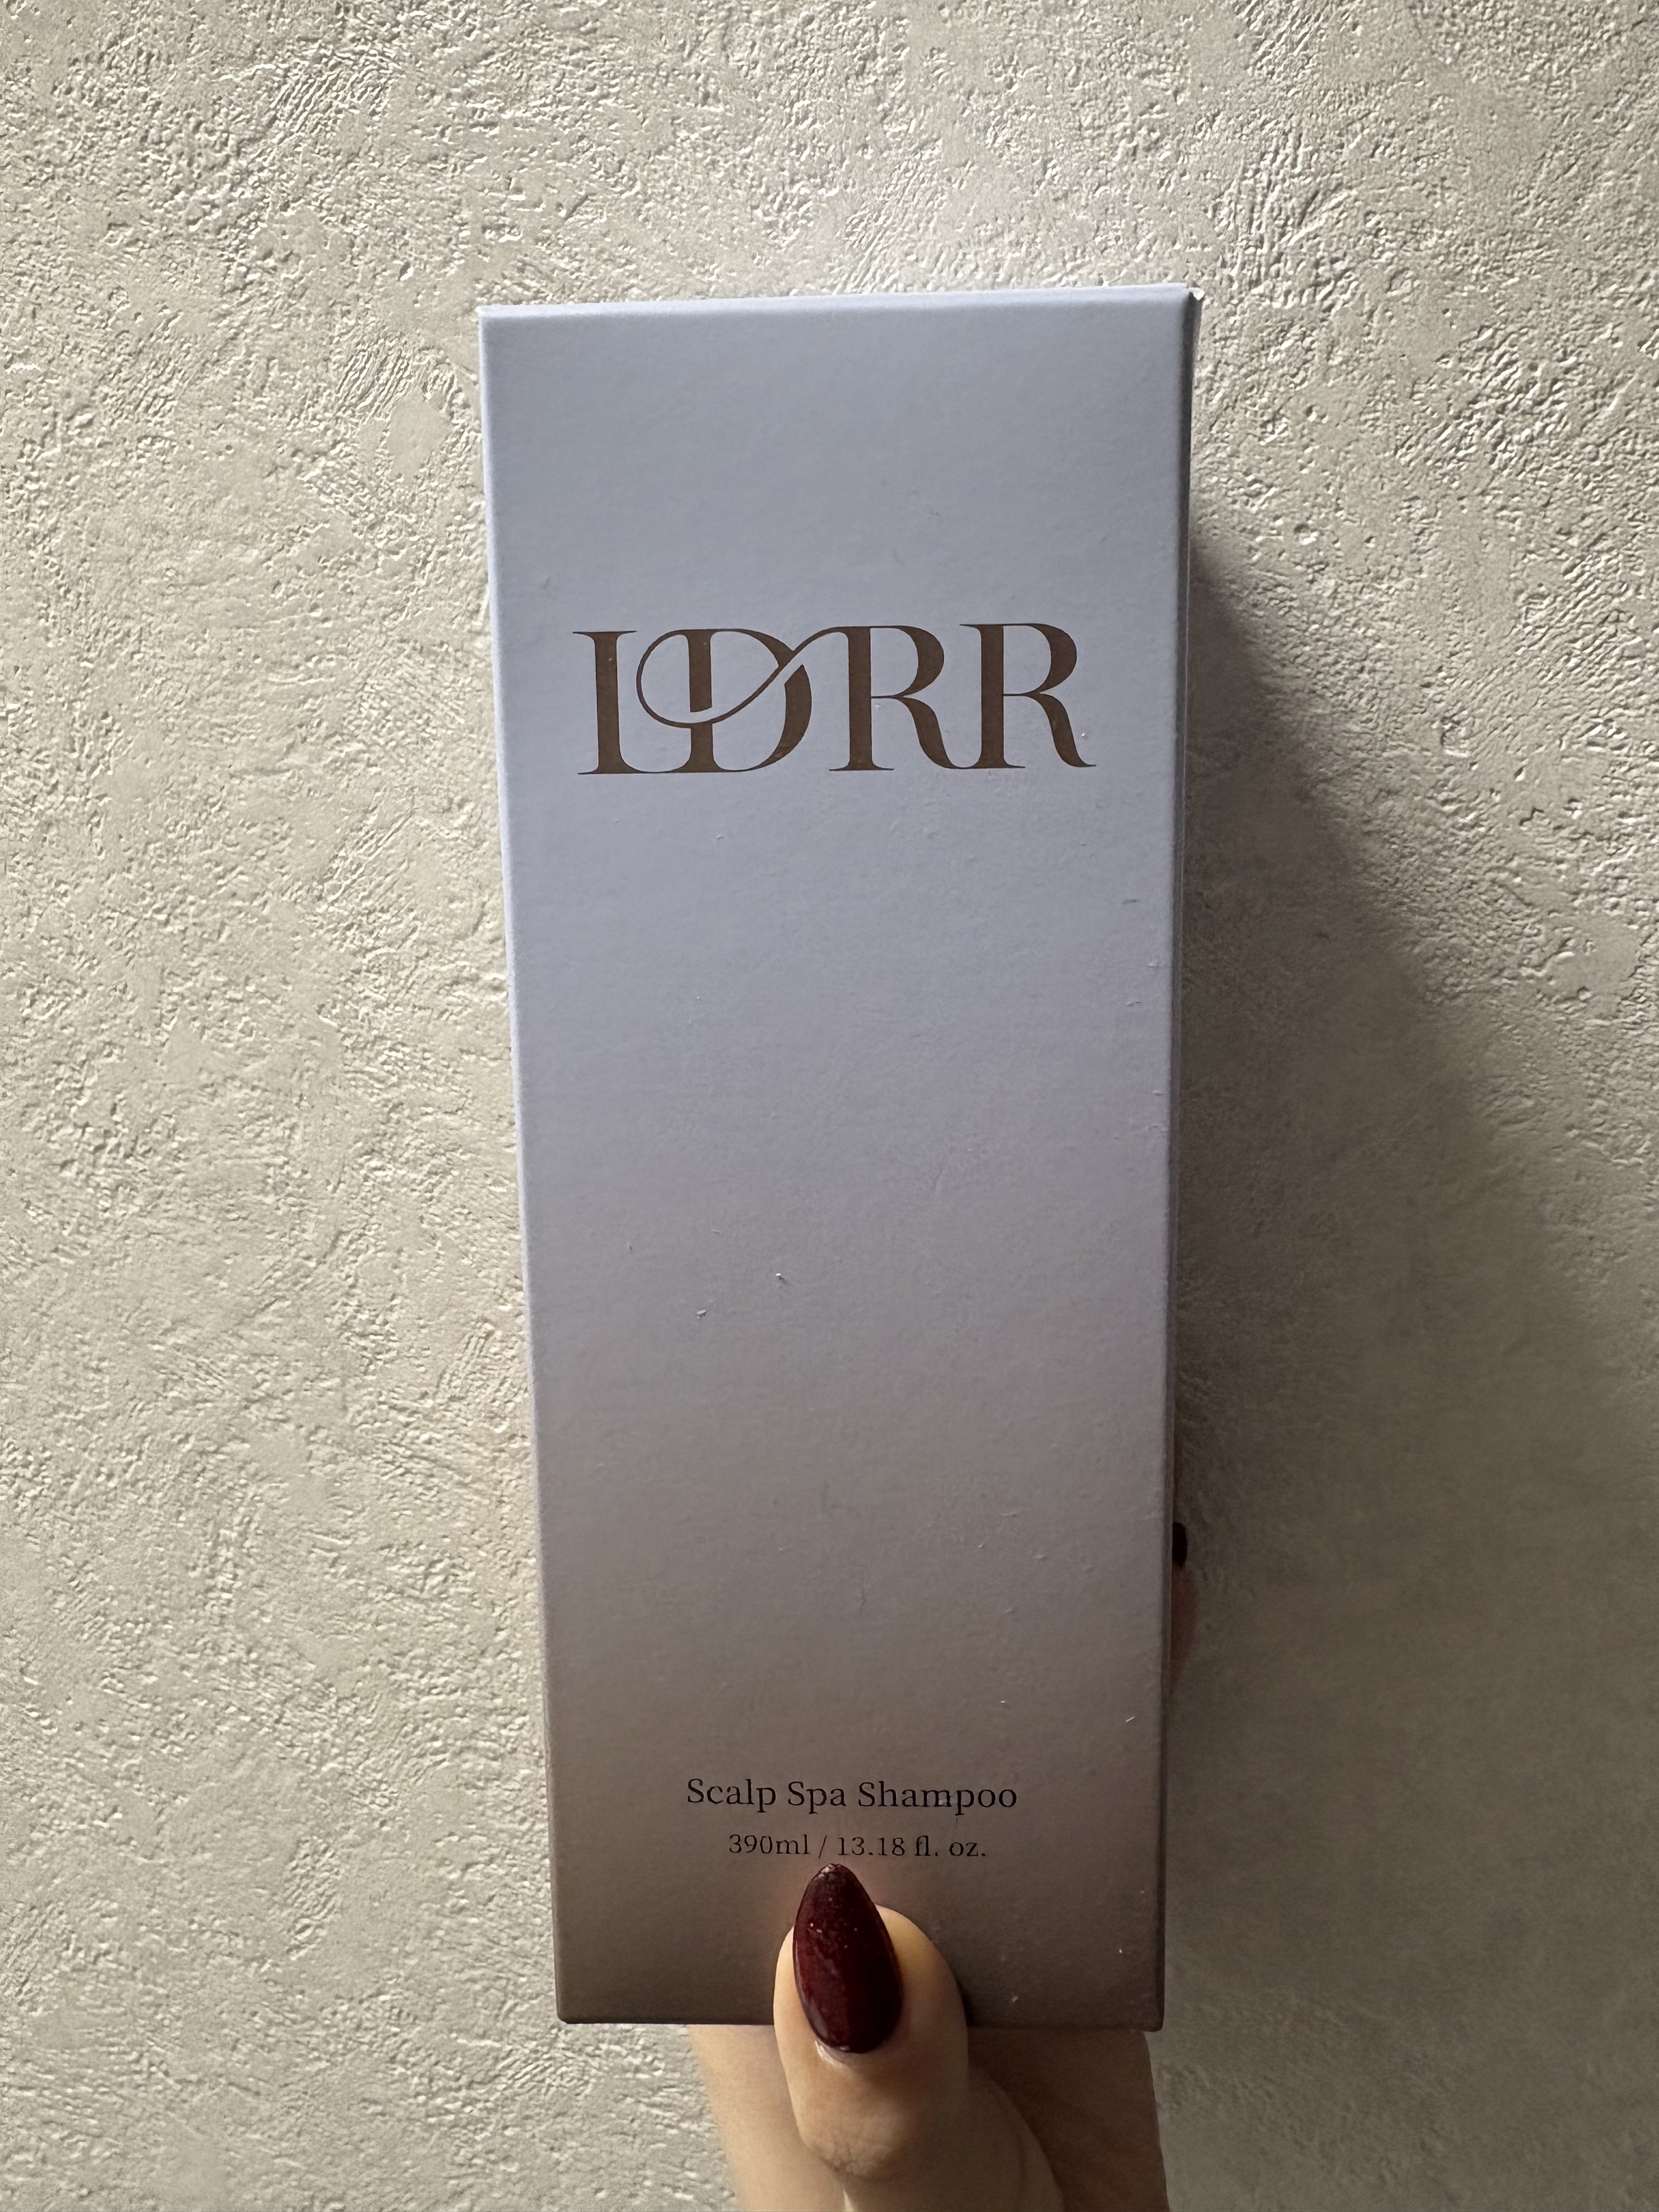 LDRR
Scalp Spa Shampoo
390ml / 13.18 fl. oz.